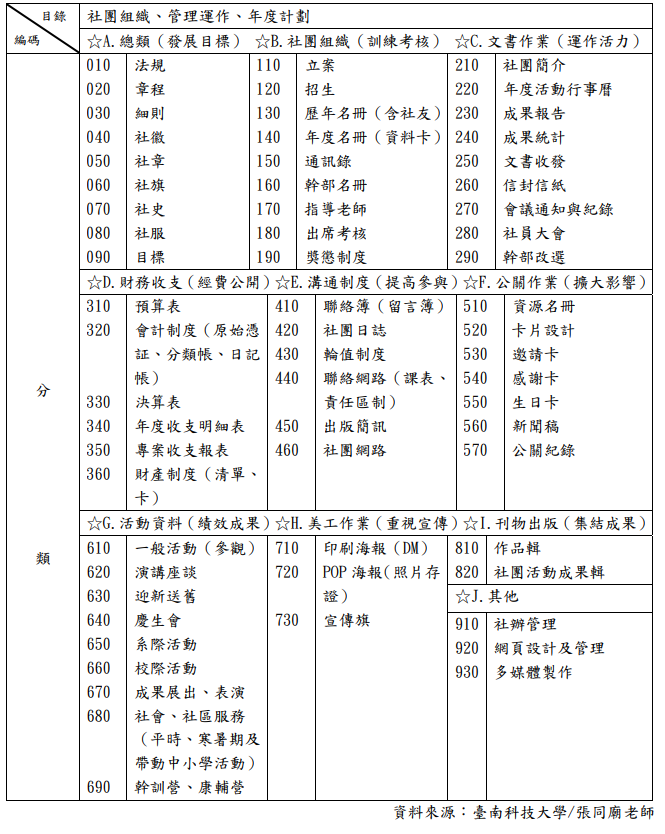 目錄 社團組織、管理運作、年度計劃
編碼 ☆A.總類（發展目標） ☆B.社團組織（訓練考核） ☆C.文書作業（運作活力）
010 法規 110 立案 210 社團簡介
020 章程 120 招生 220 年度活動行事曆
030 細則 130 歷年名冊（含社友） 230 成果報告
040 社徽 140 年度名冊（資料卡） 240 成果統計
050 社章 150 通訊錄 250 文書收發
060 社旗 160 幹部名冊 260 信封信紙
070 社史 170 指導老師 270 會議通知與紀錄
080 社服 180 出席考核 280 社員大會
090 目標 190 獎懲制度 290 幹部改選
☆D.財務收支（經費公開） ☆E.溝通制度（提高參與） ☆F.公關作業（擴大影響）
310 預算表 410 聯絡簿（留言簿） 510 資源名冊
320 會計制度（原始憑 420 社團日誌 520 卡片設計
證、分類帳、日記 430 輪值制度 530 邀請卡
帳） 440 聯絡網路（課表、 540 感謝卡
330 決算表 責任區制） 550 生日卡
340 年度收支明細表 450 出版簡訊 560 新聞稿
350 專案收支報表 460 社團網路 570 公關紀錄
360 財產制度（清單、
卡）
分
類
☆G.活動資料（績效成果） ☆H.美工作業（重視宣傳） ☆I.刊物出版（集結成果）
610 一般活動（參觀） 710 印刷海報（DM） 810 作品輯
620 演講座談 720 POP 海報（照片存 820 社團活動成果輯
630 迎新送舊 證） ☆J.其他
640 慶生會 730 宣傳旗 910 社辦管理
650 系際活動 920 網頁設計及管理
660 校際活動 930 多媒體製作
670 成果展出、表演
680 社會、社區服務
（平時、寒暑期及
帶動中小學活動）
690 幹訓營、康輔營
資料來源：臺南科技大學/張同廟老師